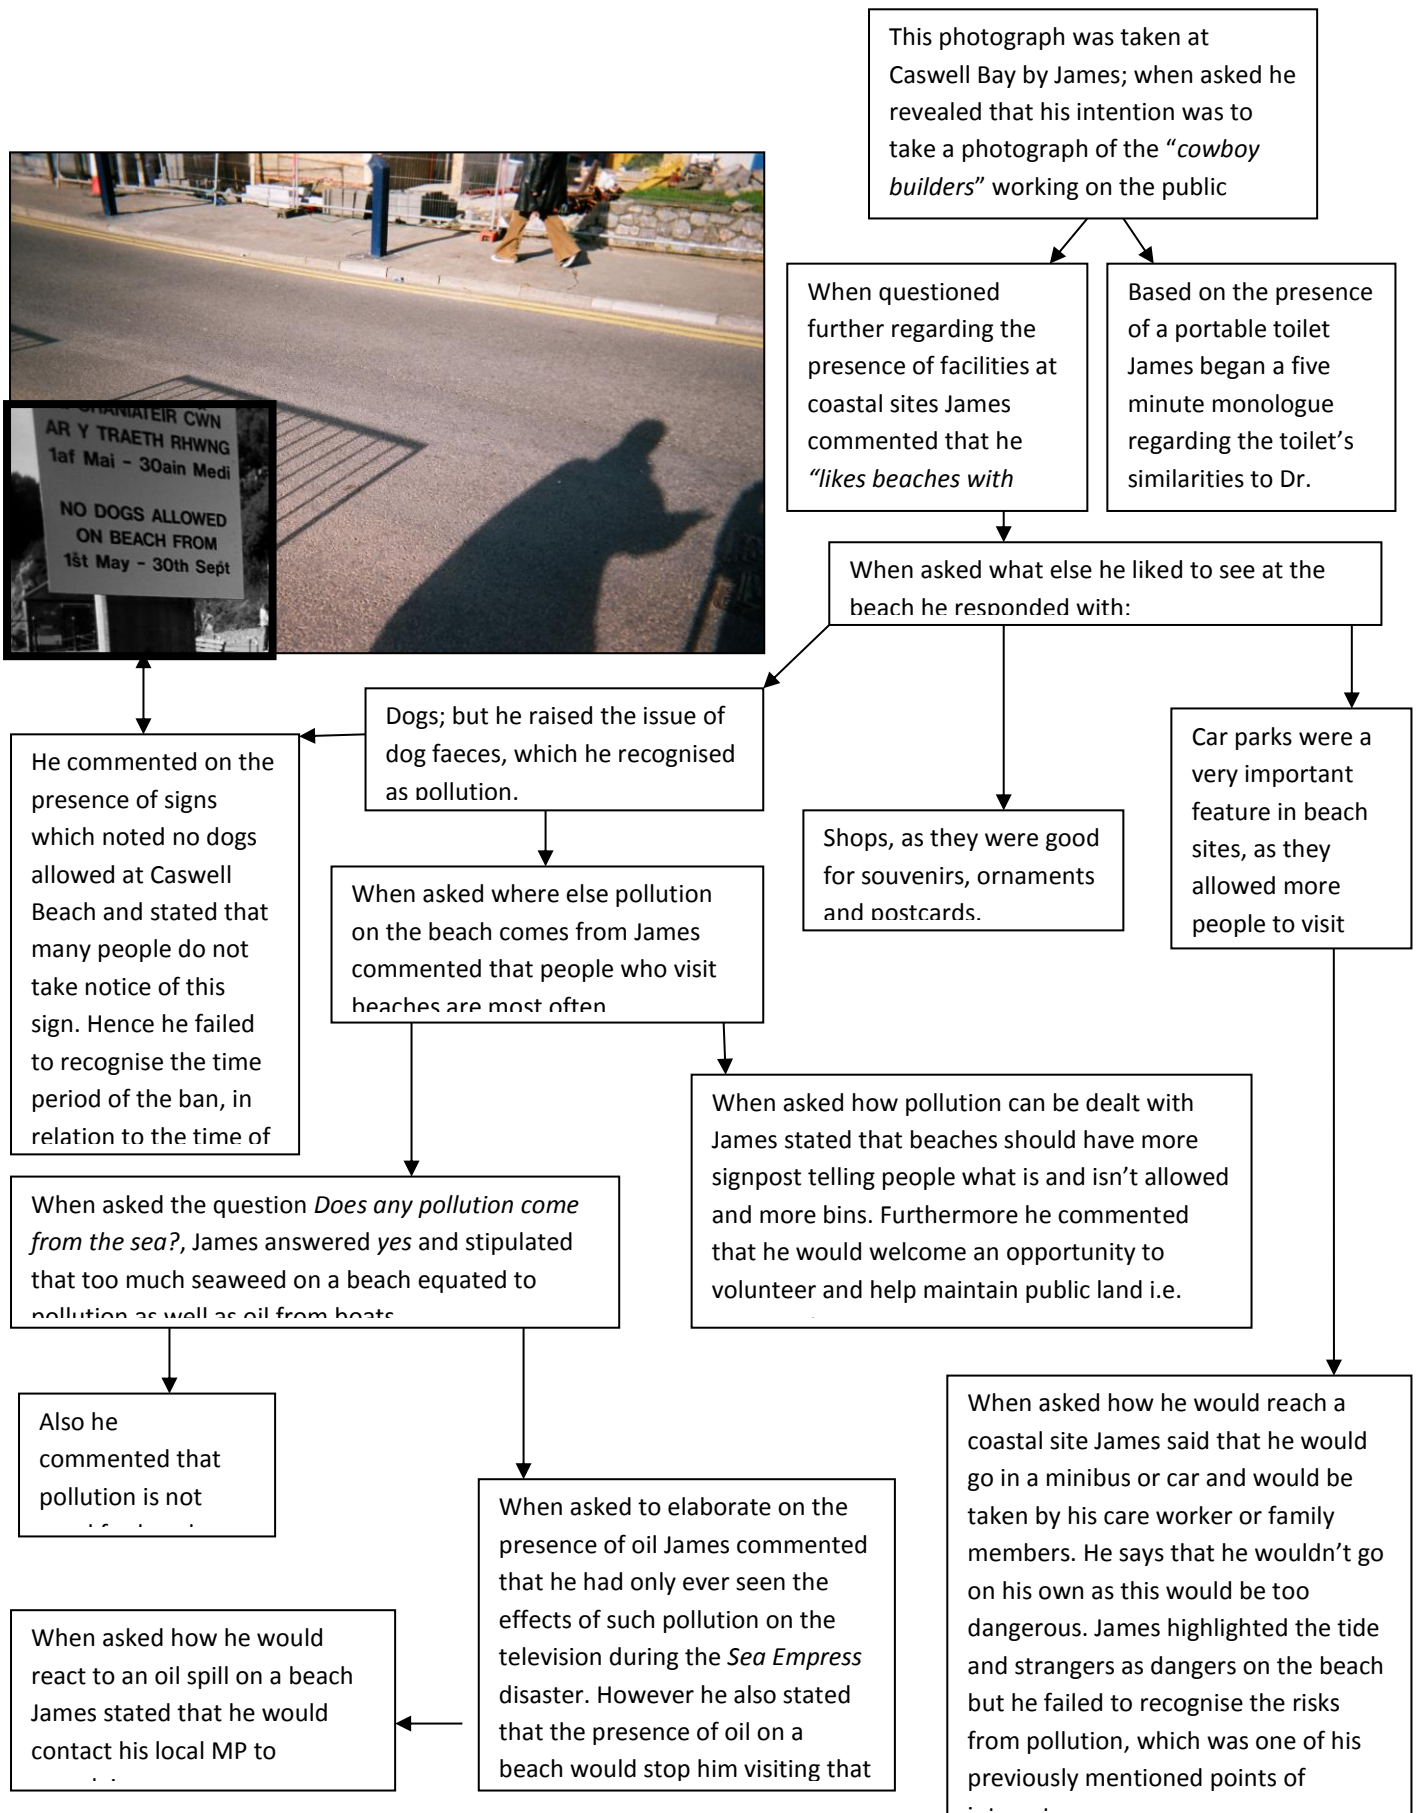 This photograph was taken at
Caswell Bay by James; when asked he
revealed that his intention was to
take a photograph of the “cowboy
builders” working on the public
When questioned
further regarding the
presence of facilities at
coastal sites James
commented that he
“likes beaches with
Based on the presence
of a portable toilet
James began a five
minute monologue
regarding the toilet’s
similarities to Dr.
AR Y TRAETH RHWNG
1af Mai - 30ain Medi
NO DOGS ALLOWED
ON BEACH FROM
1st May - 30th Sept
When asked what else he liked to see at the
beach he responded with:
Dogs; but he raised the issue of
dog faeces, which he recognised
as pollution.
He commented on the
presence of signs
which noted no dogs
allowed at Caswell
Beach and stated that
many people do not
take notice of this
sign. Hence he failed
to recognise the time
period of the ban, in
relation to the time of
Shops, as they were good
for souvenirs, ornaments
and postcards.
Car parks were a
very important
feature in beach
sites, as they
allowed more
people to visit
When asked where else pollution
on the beach comes from James
commented that people who visit
beaches are most often
When asked how pollution can be dealt with
James stated that beaches should have more
signpost telling people what is and isn’t allowed
and more bins. Furthermore he commented
that he would welcome an opportunity to
volunteer and help maintain public land i.e.
When asked the question Does any pollution come
from the sea?, James answered yes and stipulated
that too much seaweed on a beach equated to
pollution as well as oil from boats
Also he
commented that
pollution is not
When asked to elaborate on the
presence of oil James commented
that he had only ever seen the
effects of such pollution on the
television during the Sea Empress
disaster. However he also stated
that the presence of oil on a
beach would stop him visiting that
When asked how he would
react to an oil spill on a beach
James stated that he would
contact his local MP to
When asked how he would reach a
coastal site James said that he would
go in a minibus or car and would be
taken by his care worker or family
members. He says that he wouldn’t go
on his own as this would be too
dangerous. James highlighted the tide
and strangers as dangers on the beach
but he failed to recognise the risks
from pollution, which was one of his
previously mentioned points of